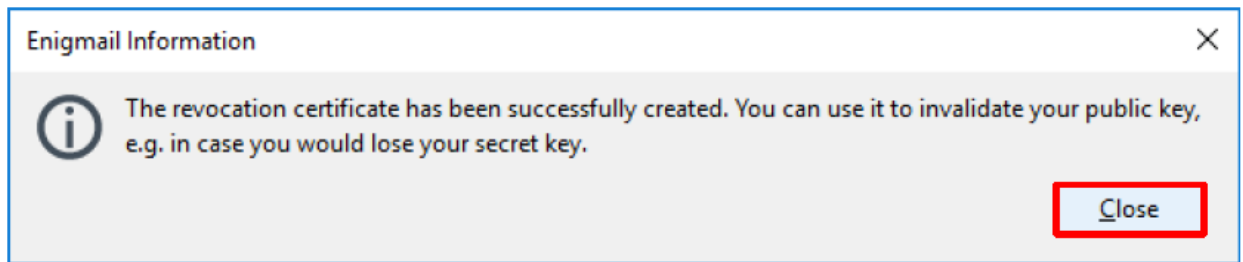 Enigmail Information
The revocation certificate has been successfully created. You can use it to invalidate your public key,
e.g. in case you would lose your secret key.
Close